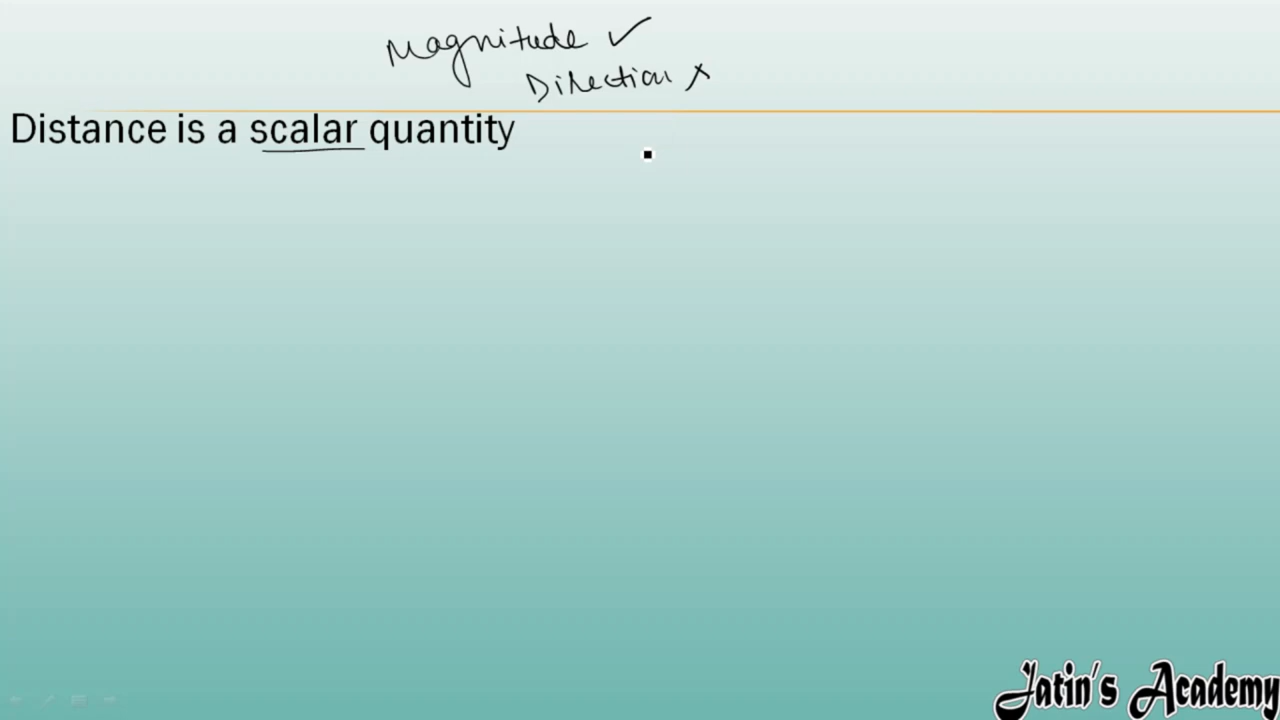 Magnitude ✓
Direction ✗
Distance is a scalar quantity
Jatin's Academy